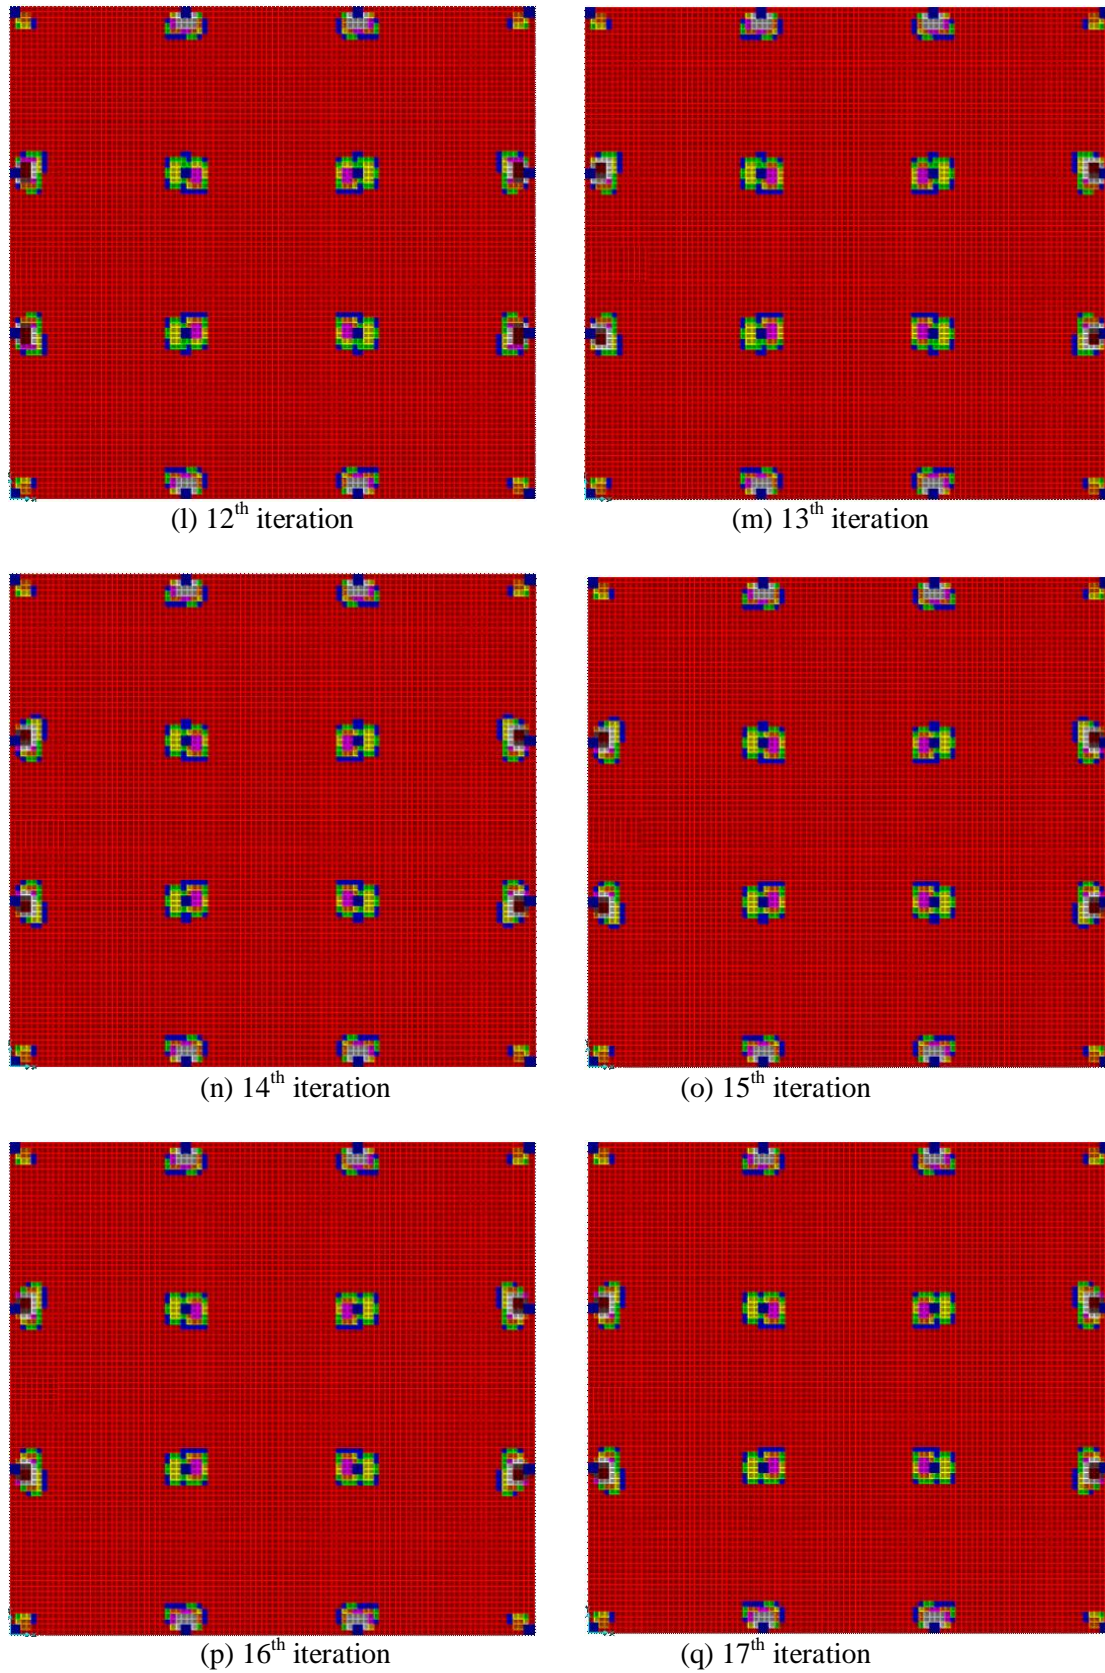 (l) 12th iteration
(m) 13th iteration
(n) 14th iteration
(o) 15th iteration
(p) 16th iteration
(q) 17th iteration